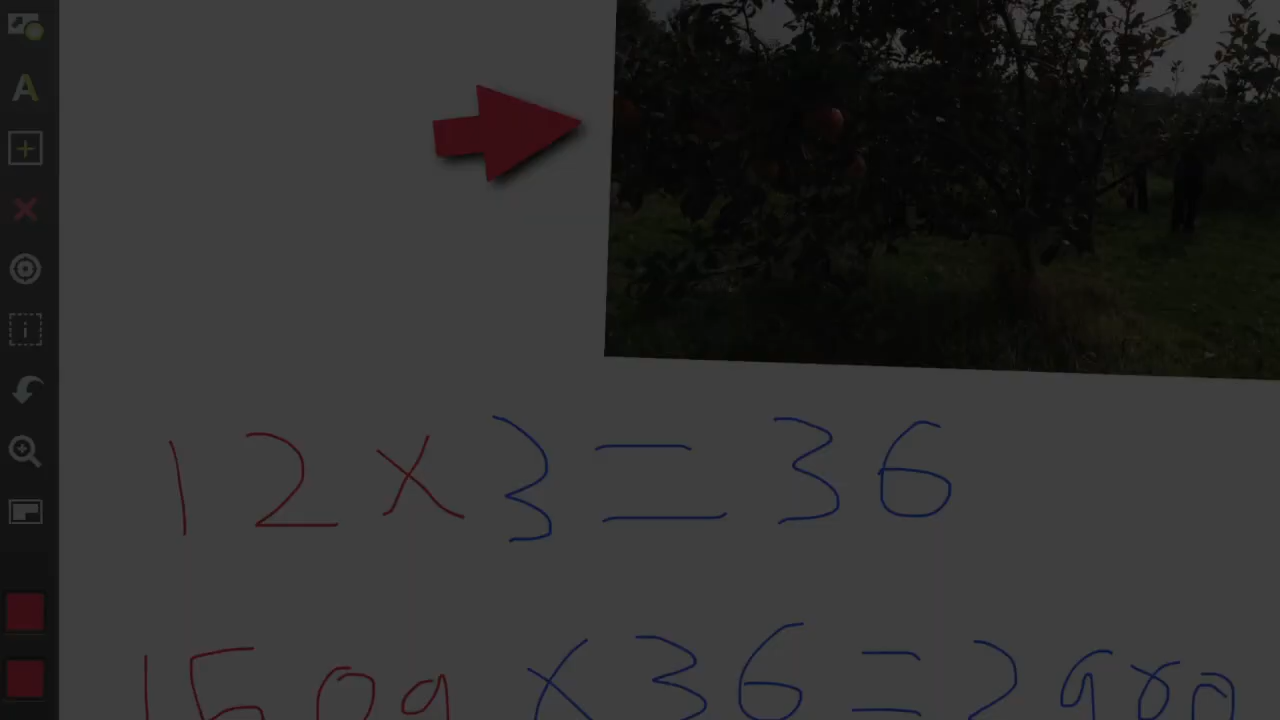 12 x 3 = 36
150g x 36 =